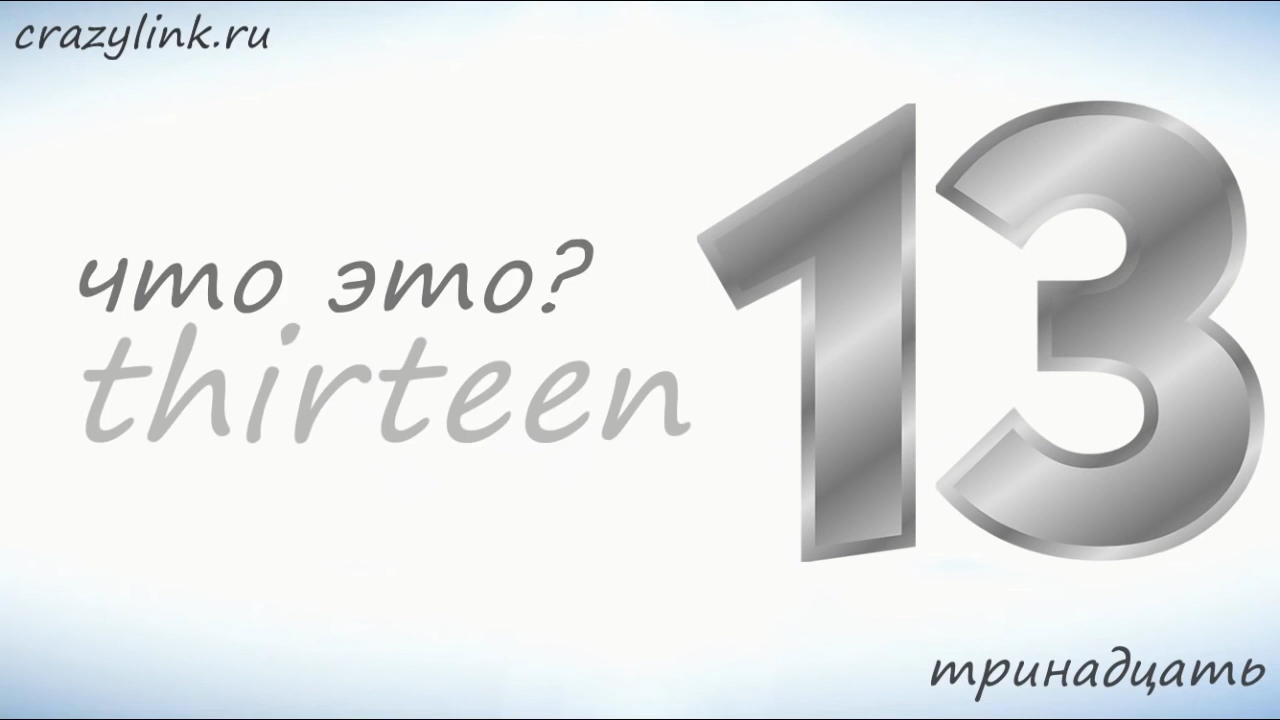 crazylink.ru
что это?
thirteen
13
тринадцать